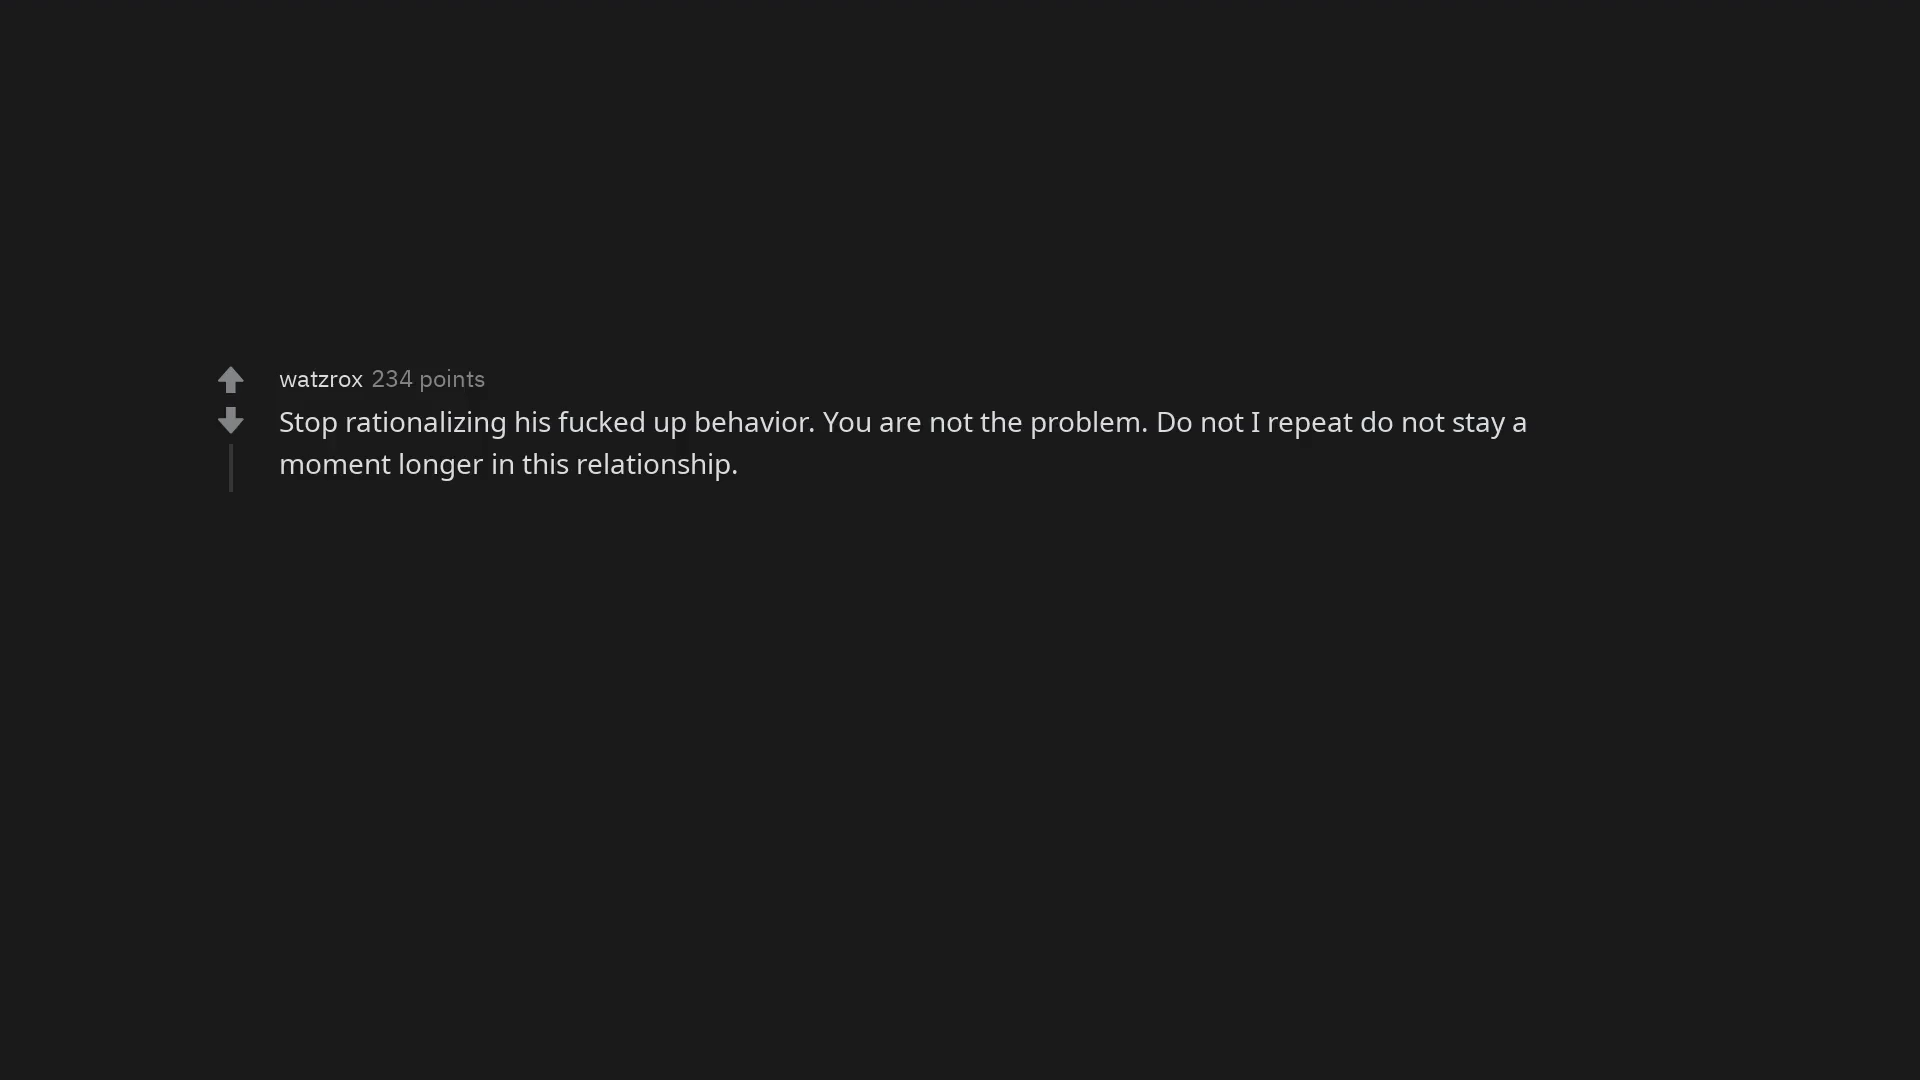 watzrox 234 points
Stop rationalizing his fucked up behavior. You are not the problem. Do not I repeat do not stay a
moment longer in this relationship.